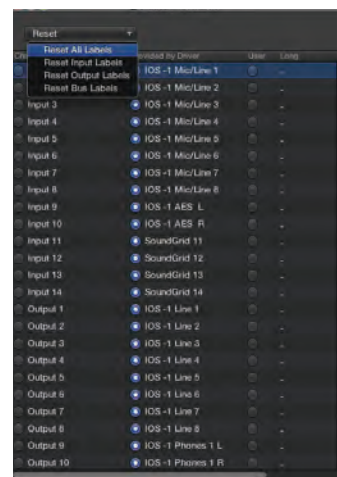 Reset
Reset All Labels
Reset Input Labels
Reset Output Labels
Reset Bus Labels
Provided by Driver User Long
IOS -1 Mic/Line 1 -
IOS -1 Mic/Line 2 -
Input 3 IOS -1 Mic/Line 3 -
Input 4 IOS -1 Mic/Line 4 -
Input 5 IOS -1 Mic/Line 5 -
Input 6 IOS -1 Mic/Line 6 -
Input 7 IOS -1 Mic/Line 7 -
Input 8 IOS -1 Mic/Line 8 -
Input 9 IOS -1 AES L -
Input 10 IOS -1 AES R -
Input 11 SoundGrid 11 -
Input 12 SoundGrid 12 -
Input 13 SoundGrid 13 -
Input 14 SoundGrid 14 -
Output 1 IOS -1 Line 1 -
Output 2 IOS -1 Line 2 -
Output 3 IOS -1 Line 3 -
Output 4 IOS -1 Line 4 -
Output 5 IOS -1 Line 5 -
Output 6 IOS -1 Line 6 -
Output 7 IOS -1 Line 7 -
Output 8 IOS -1 Line 8 -
Output 9 IOS -1 Phones 1 L -
Output 10 IOS -1 Phones 1 R -